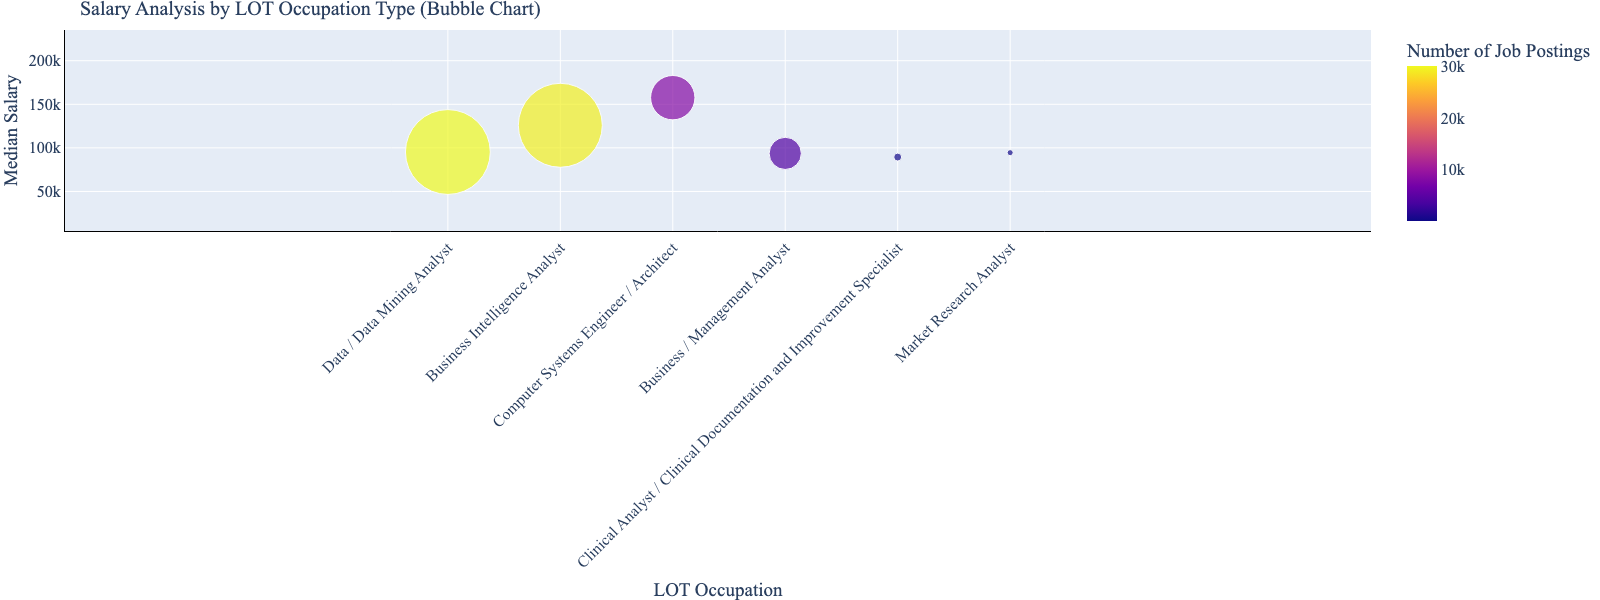 Salary Analysis by LOT Occupation Type (Bubble Chart)
Median Salary
200k
150k
100k
50k
Data / Data Mining Analyst
Business Intelligence Analyst
Computer Systems Engineer / Architect
Business / Management Analyst
Clinical Analyst / Clinical Documentation and Improvement Specialist
Market Research Analyst
LOT Occupation
Number of Job Postings
30k
20k
10k